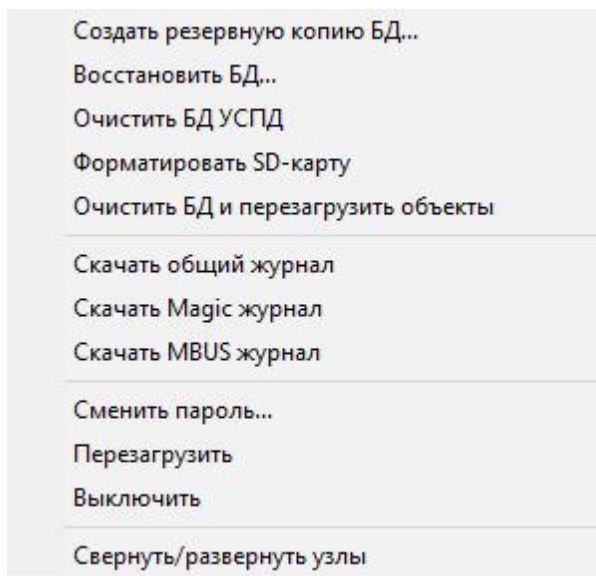 Создать резервную копию БД...
Восстановить БД...
Очистить БД УСПД
Форматировать SD-карту
Очистить БД и перезагрузить объекты
Скачать общий журнал
Скачать Magic журнал
Скачать MBUS журнал
Сменить пароль...
Перезагрузить
Выключить
Свернуть/развернуть узлы